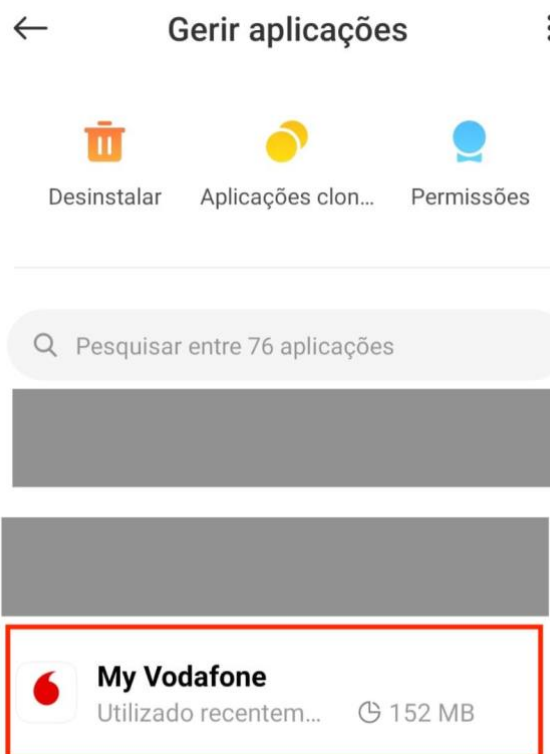 Gerir aplicações
Desinstalar Aplicações clon... Permissões
Pesquisar entre 76 aplicações
My Vodafone
Utilizado recentem... 152 MB